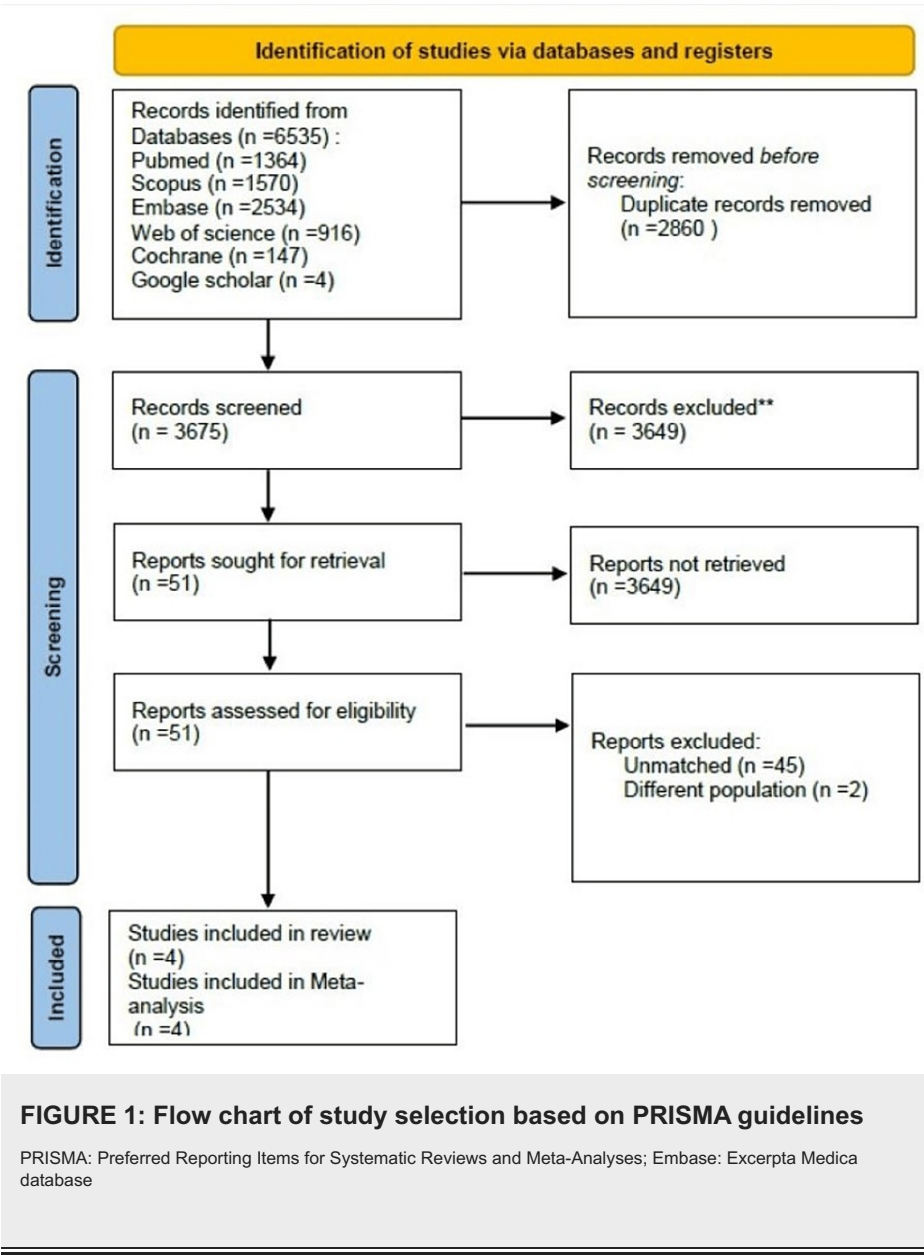 Identification of studies via databases and registers
Identification
Records identified from
Databases (n =6535) :
Pubmed (n =1364)
Scopus (n =1570)
Embase (n =2534)
Web of science (n =916)
Cochrane (n =147)
Google scholar (n =4)
Records removed before
screening:
Duplicate records removed
(n =2860 )
Screening
Records screened
(n = 3675)
Records excluded**
(n = 3649)
Reports sought for retrieval
(n =51)
Reports not retrieved
(n =3649)
Reports assessed for eligibility
(n =51)
Reports excluded:
Unmatched (n =45)
Different population (n =2)
Included
Studies included in review
(n =4)
Studies included in Meta-
analysis
(n =4)
FIGURE 1: Flow chart of study selection based on PRISMA guidelines
PRISMA: Preferred Reporting Items for Systematic Reviews and Meta-Analyses; Embase: Excerpta Medica
database